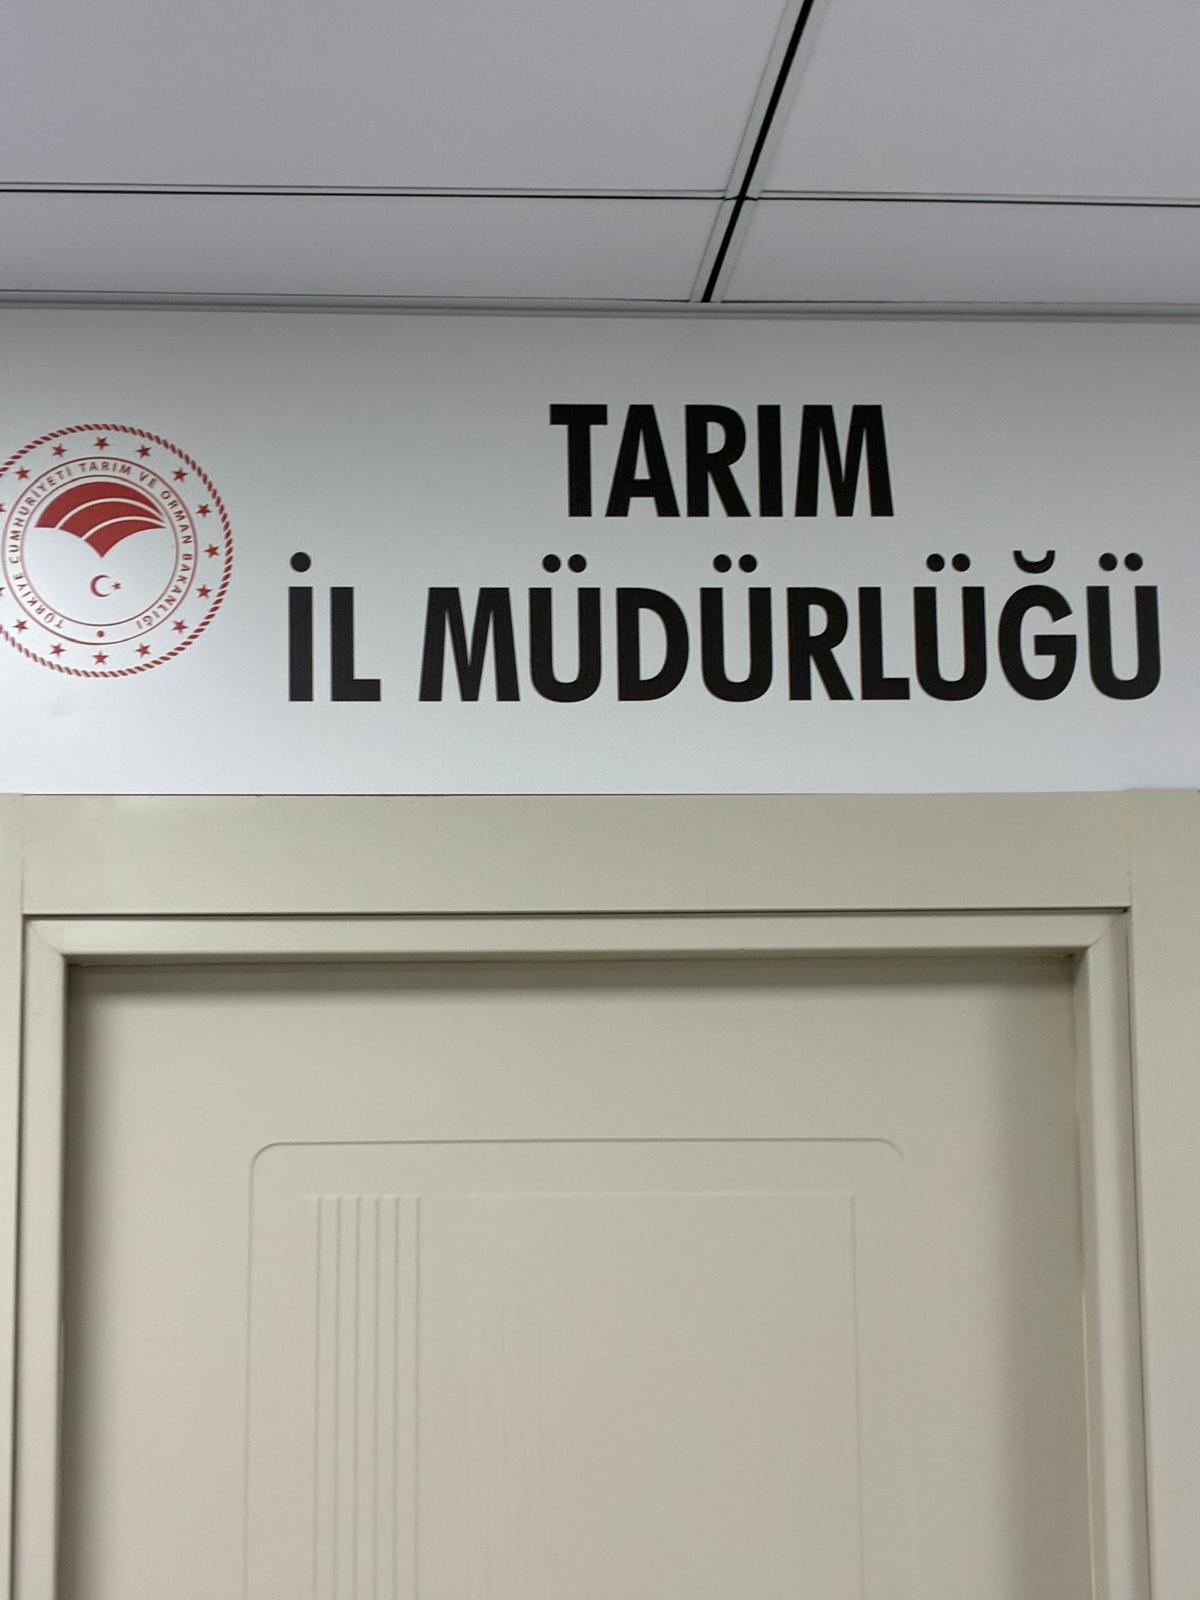 TÜRKİYE CUMHURİYETİ TARIM VE ORMAN BAKANLIĞI
TARIM
İL MÜDÜRLÜĞÜ